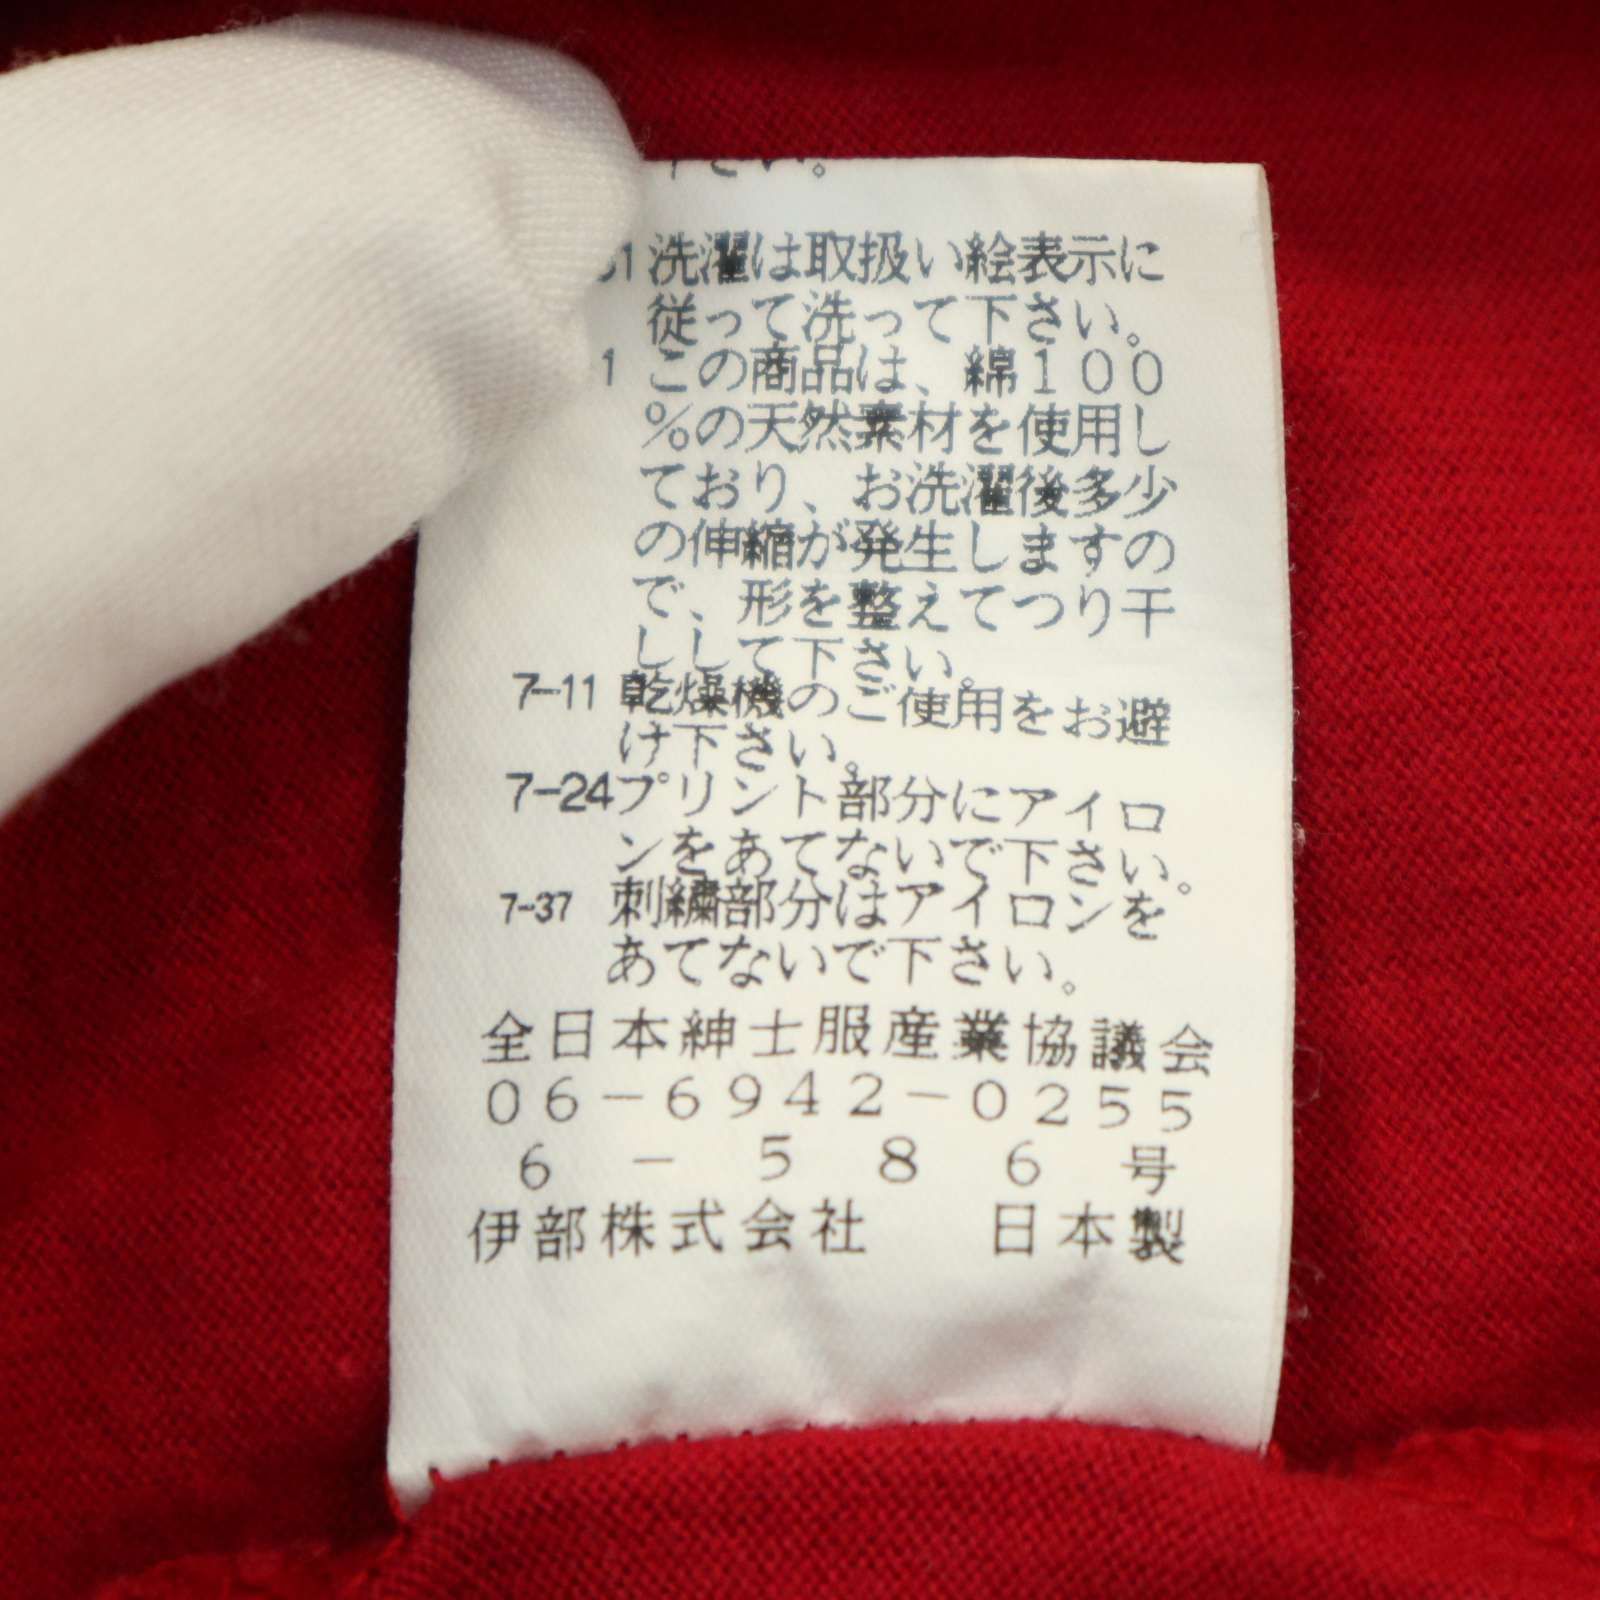 下さい。
1 洗濯は取扱い絵表示に
従って洗って下さい。
1 この商品は、綿100
%の天然素材を使用し
ており、お洗濯後多少
の伸縮が発生しますの
で、形を整えてつり干
しして下さい。
7-11 乾燥機のご使用をお避
け下さい。
7-24 プリント部分にアイロ
ンをあてないで下さい。
7-37 刺繍部分はアイロンを
あてないで下さい。
全日本紳士服産業協議会
06-6942-0255
6-586号
伊部株式会社 日本製